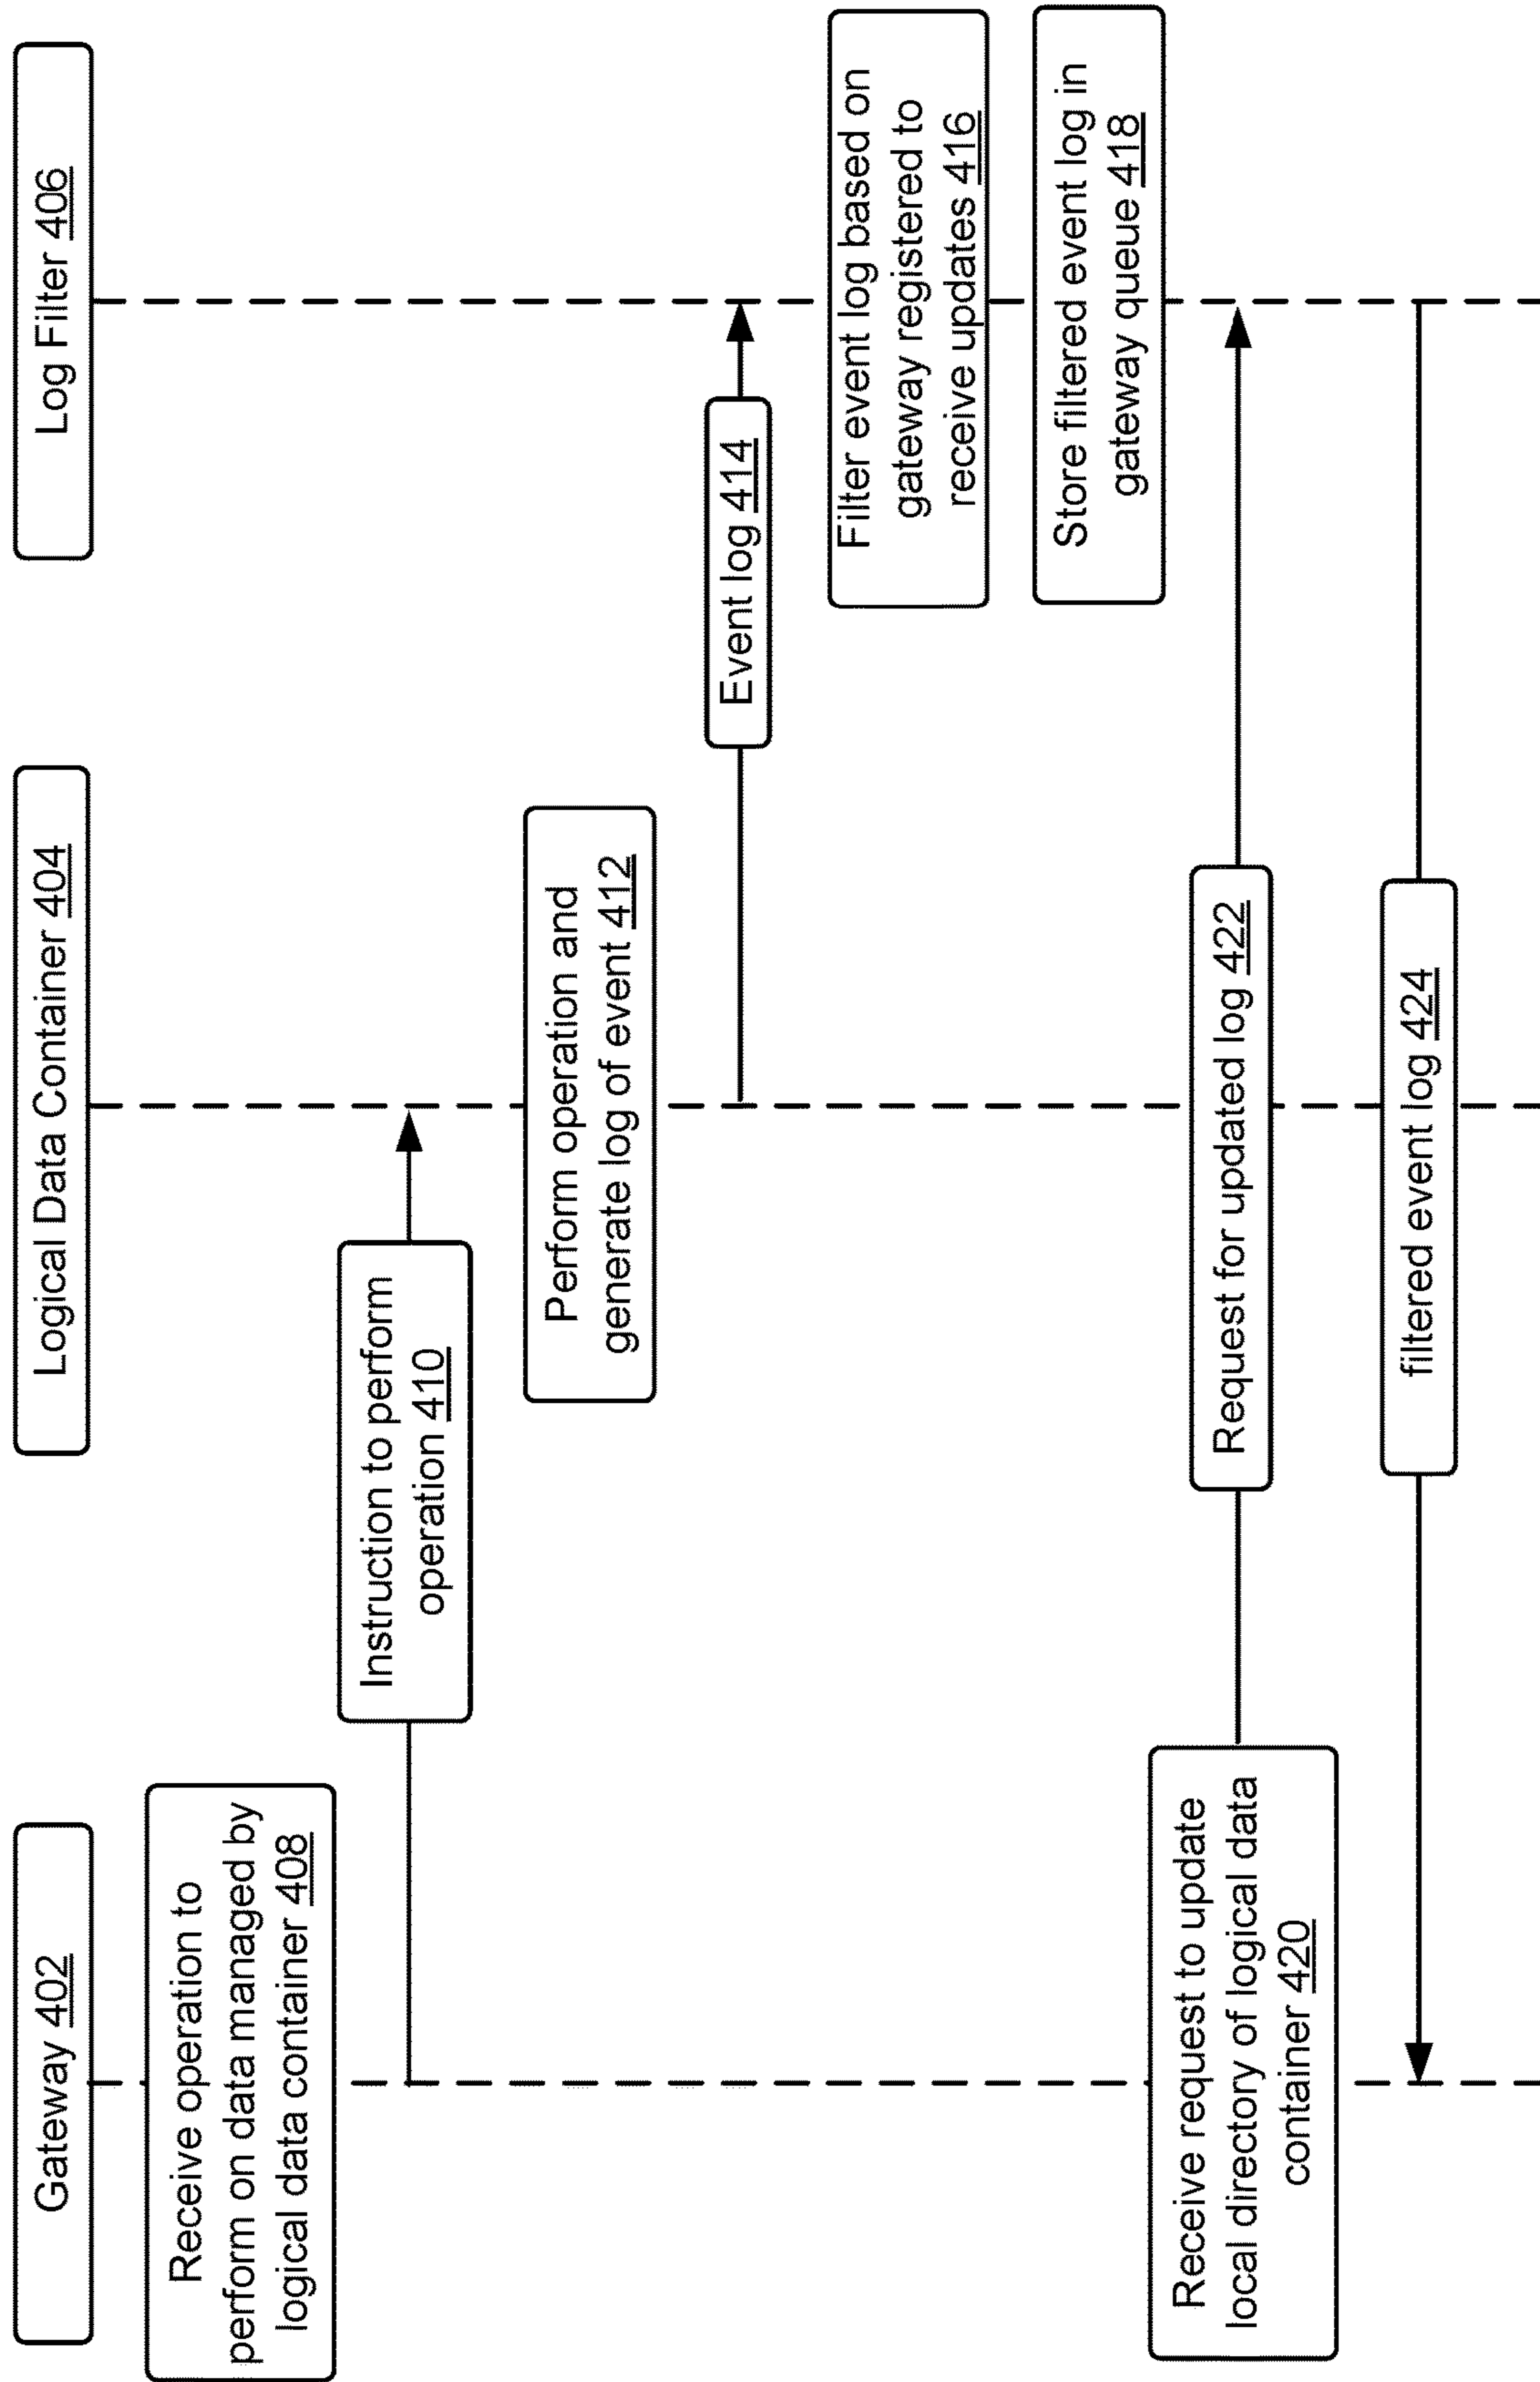 Gateway 402
Logical Data Container 404
Log Filter 406
Receive operation to
perform on data managed by
logical data container 408
Instruction to perform
operation 410
Perform operation and
generate log of event 412
Event log 414
Filter event log based on
gateway registered to
receive updates 416
Store filtered event log in
gateway queue 418
Receive request to update
local directory of logical data
container 420
Request for updated log 422
filtered event log 424